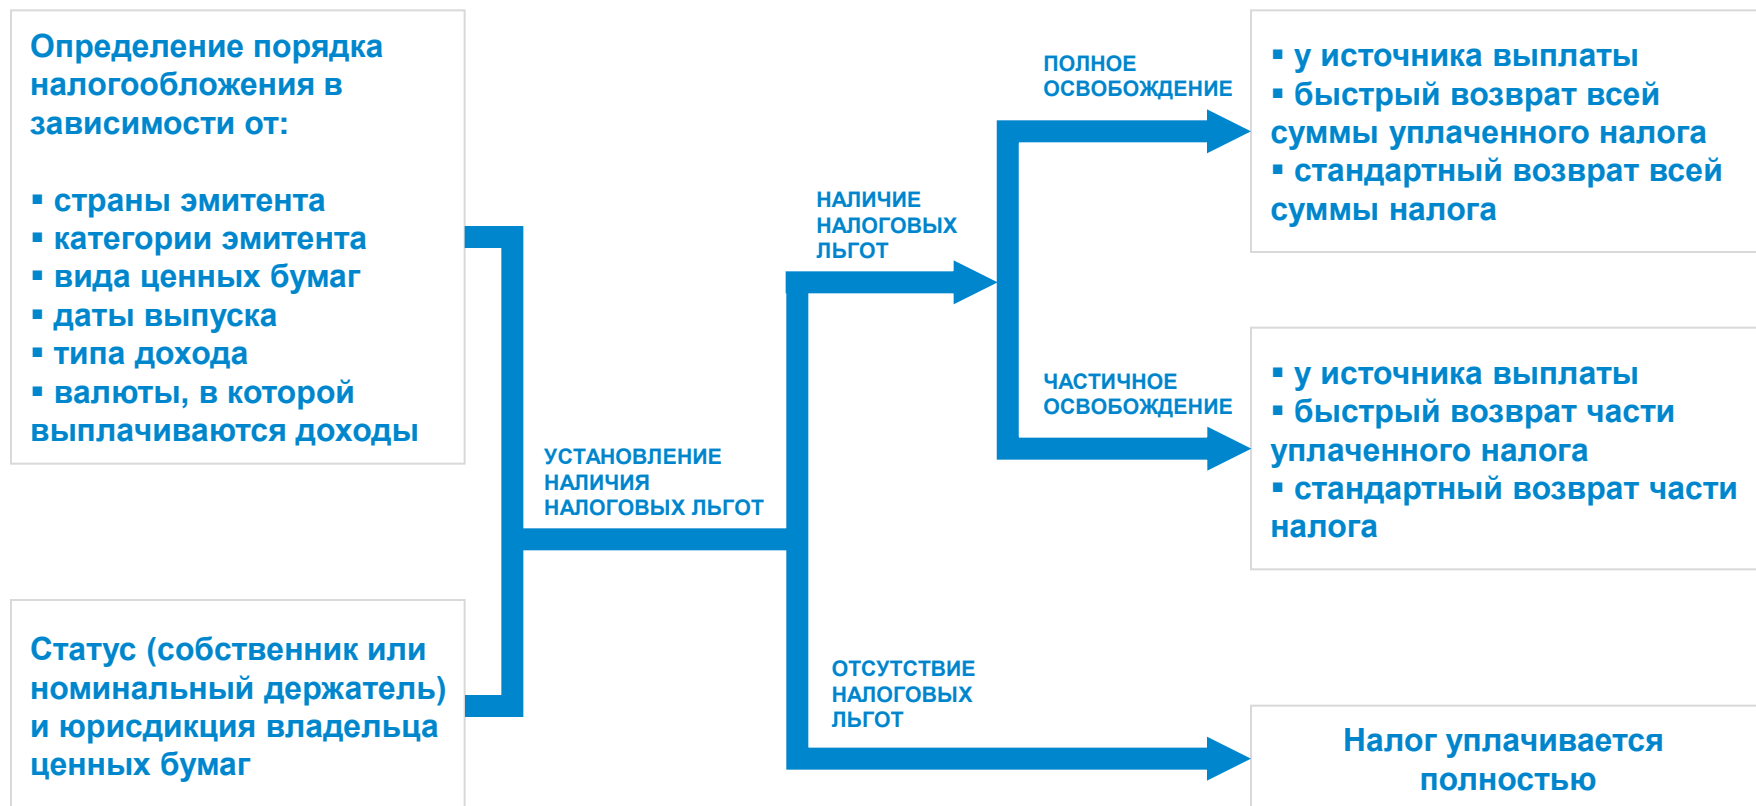 Определение порядка
налогообложения в
зависимости от:
▪ страны эмитента
▪ категории эмитента
▪ вида ценных бумаг
▪ даты выпуска
▪ типа дохода
▪ валюты, в которой
выплачиваются доходы
Статус (собственник или
номинальный держатель)
и юрисдикция владельца
ценных бумаг
УСТАНОВЛЕНИЕ
НАЛИЧИЯ
НАЛОГОВЫХ ЛЬГОТ
НАЛИЧИЕ
НАЛОГОВЫХ
ЛЬГОТ
ОТСУТСТВИЕ
НАЛОГОВЫХ
ЛЬГОТ
ПОЛНОЕ
ОСВОБОЖДЕНИЕ
ЧАСТИЧНОЕ
ОСВОБОЖДЕНИЕ
▪ у источника выплаты
▪ быстрый возврат всей
суммы уплаченного налога
▪ стандартный возврат всей
суммы налога
▪ у источника выплаты
▪ быстрый возврат части
уплаченного налога
▪ стандартный возврат части
налога
Налог уплачивается
полностью